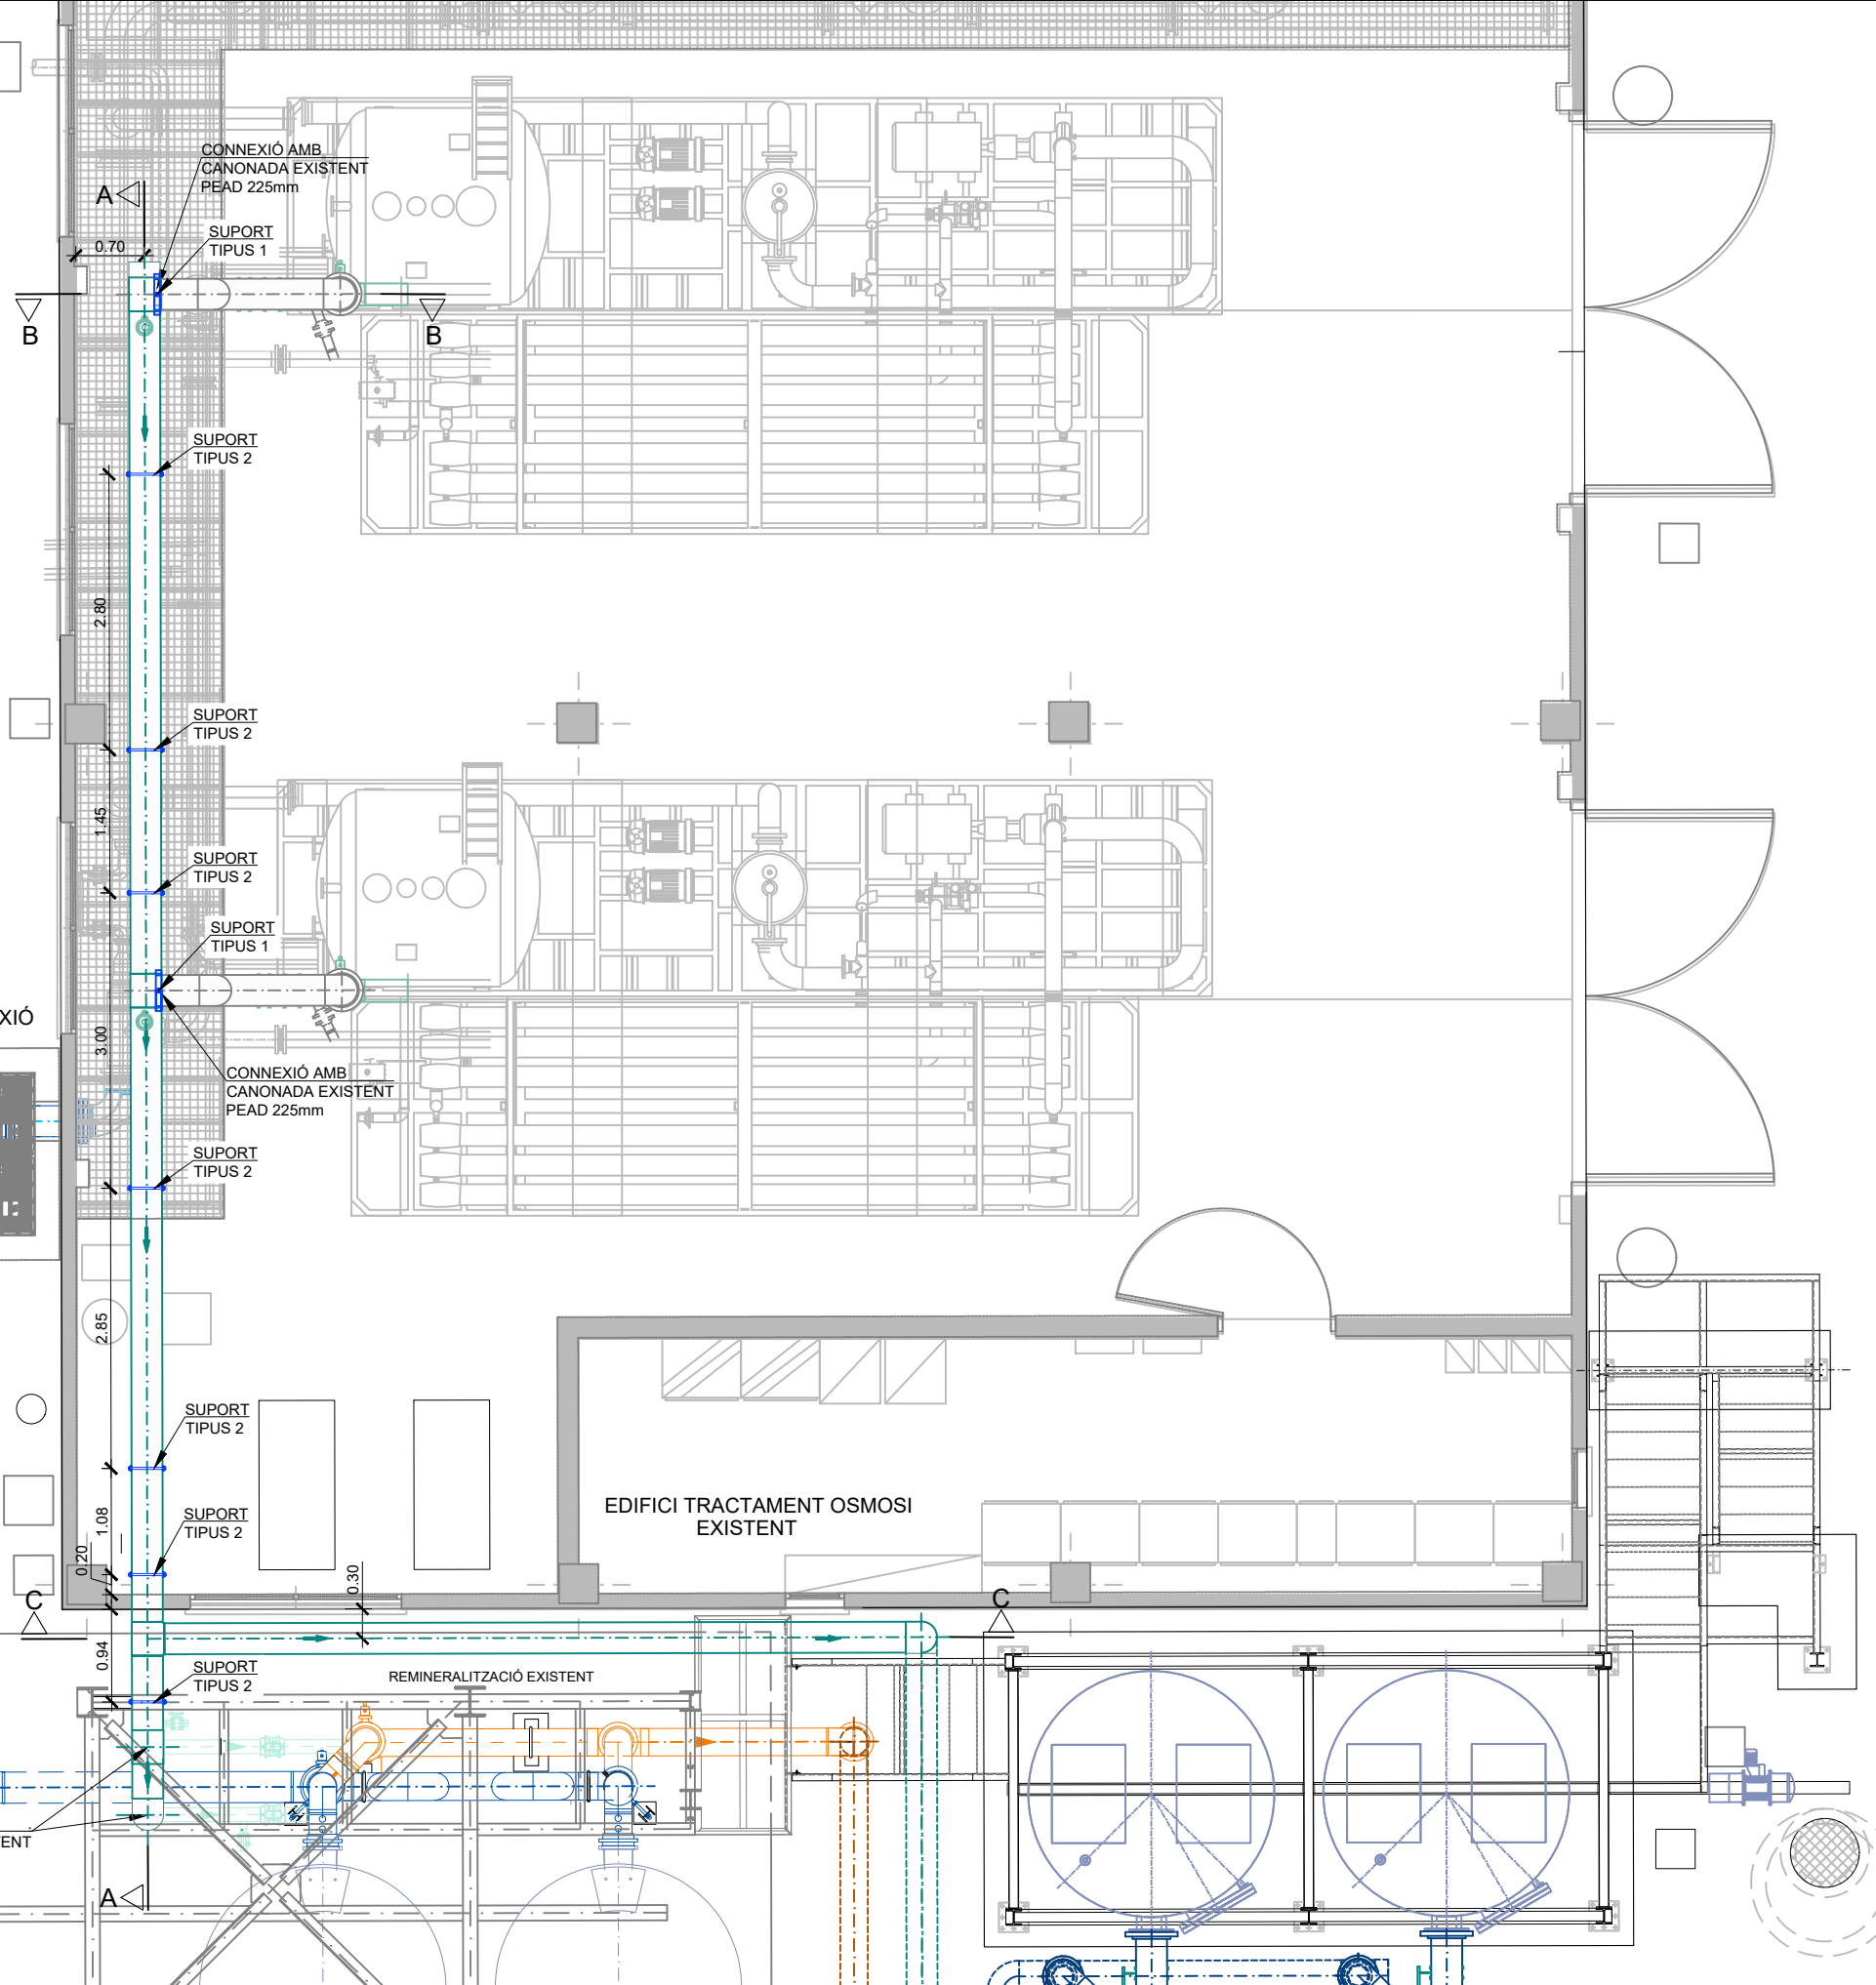 CONNEXIÓ AMB
CANONADA EXISTENT
PEAD 225mm
A
SUPORT
TIPUS 1
0.70
B
B
SUPORT
TIPUS 2
2.80
SUPORT
TIPUS 2
1.45
SUPORT
TIPUS 2
SUPORT
TIPUS 1
XIÓ
3.00
CONNEXIÓ AMB
CANONADA EXISTENT
PEAD 225mm
SUPORT
TIPUS 2
2.85
SUPORT
TIPUS 2
EDIFICI TRACTAMENT OSMOSI
EXISTENT
1.08
SUPORT
TIPUS 2
0.20
0.30
C
C
0.94
SUPORT
TIPUS 2
REMINERALITZACIÓ EXISTENT
ENT
A